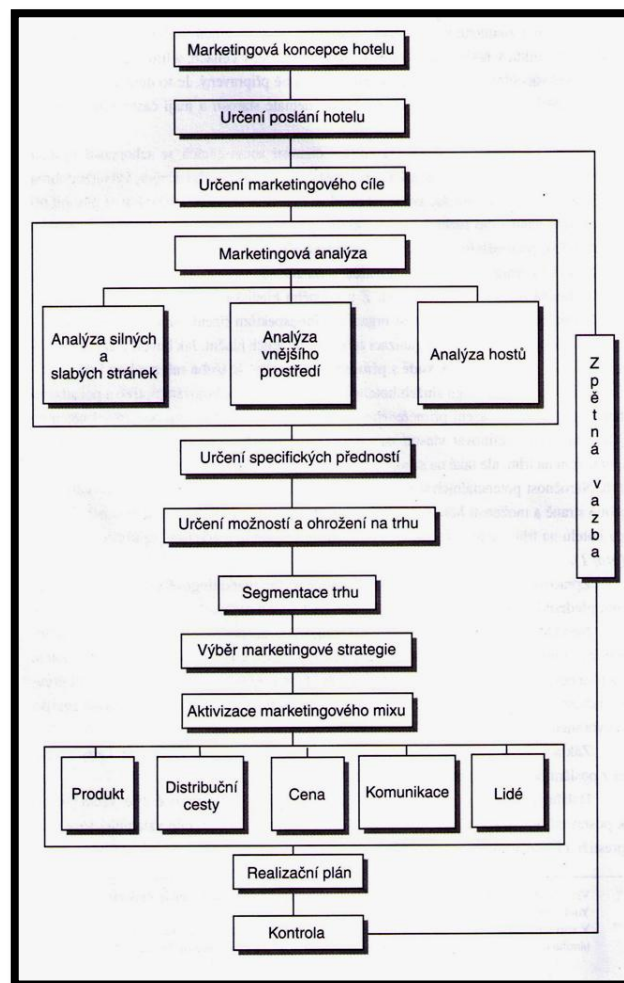 Marketingová koncepce hotelu
Určení poslání hotelu
Určení marketingového cíle
Marketingová analýza
Analýza silných
a
slabých stránek
Analýza
vnějšího
prostředí
Analýza hostů
Zpětná vazba
Určení specifických předností
Určení možností a ohrožení na trhu
Segmentace trhu
Výběr marketingové strategie
Aktivizace marketingového mixu
Produkt
Distribuční
cesty
Cena
Komunikace
Lidé
Realizační plán
Kontrola